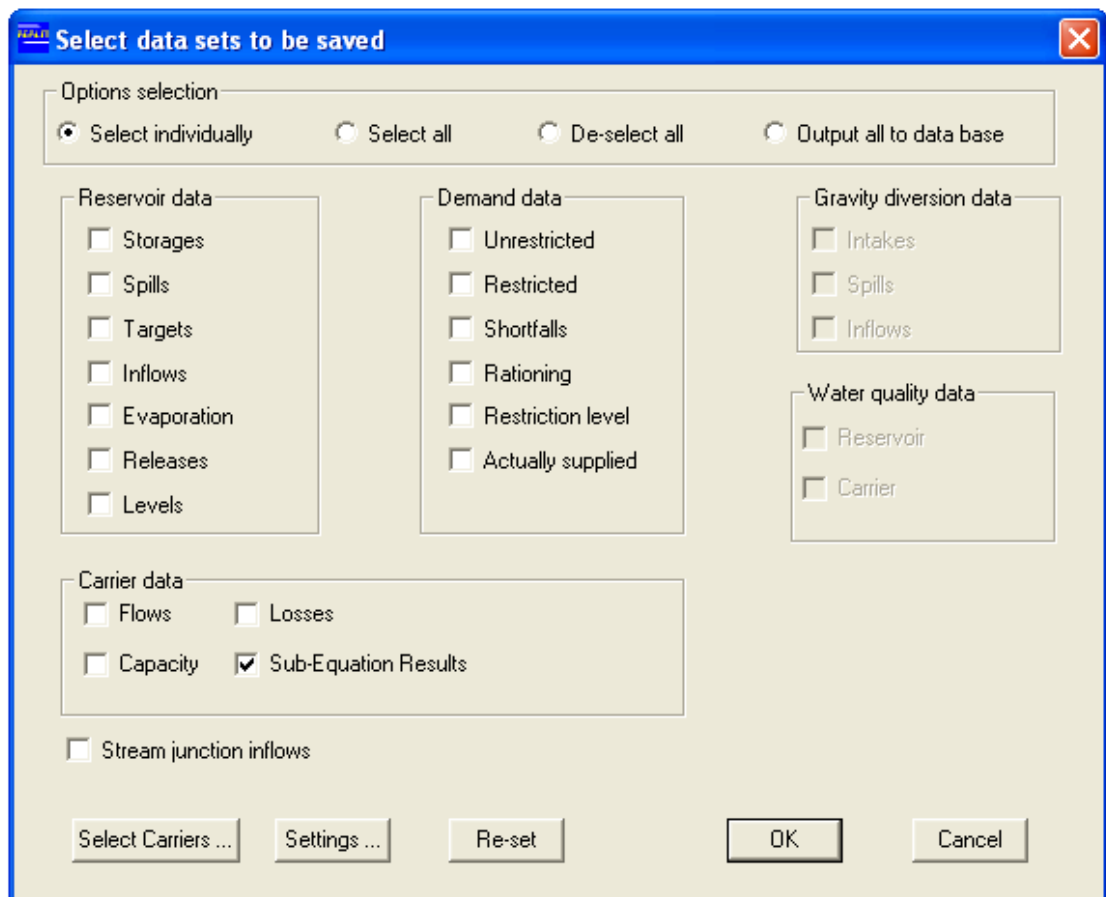 REALM
Select data sets to be saved
Options selection
Select individually
Select all
De-select all
Output all to data base
Reservoir data
Storages
Spills
Targets
Inflows
Evaporation
Releases
Levels
Demand data
Unrestricted
Restricted
Shortfalls
Rationing
Restriction level
Actually supplied
Gravity diversion data
Intakes
Spills
Inflows
Water quality data
Reservoir
Carrier
Carrier data
Flows
Losses
Capacity
Sub-Equation Results
Stream junction inflows
Select Carriers ...
Settings ...
Re-set
OK
Cancel